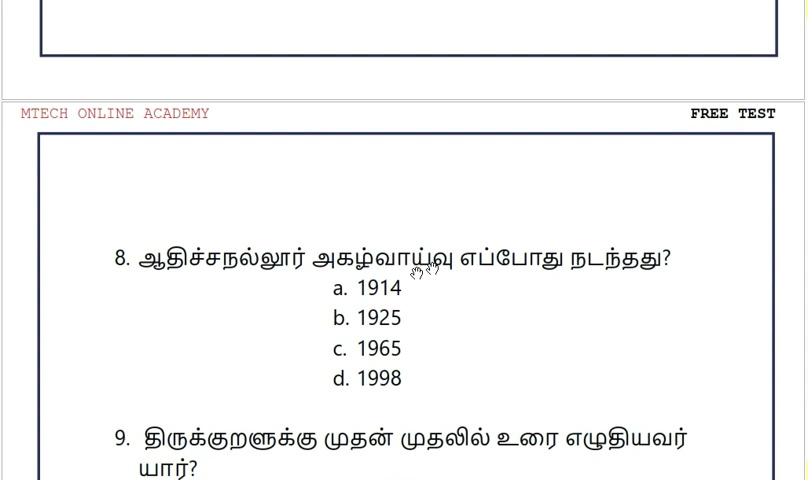 MTECH ONLINE ACADEMY FREE TEST
8. ஆதிச்சநல்லூர் அகழ்வாய்வு எப்போது நடந்தது?
a. 1914
b. 1925
c. 1965
d. 1998
9. திருக்குறளுக்கு முதன் முதலில் உரை எழுதியவர்
யார்?